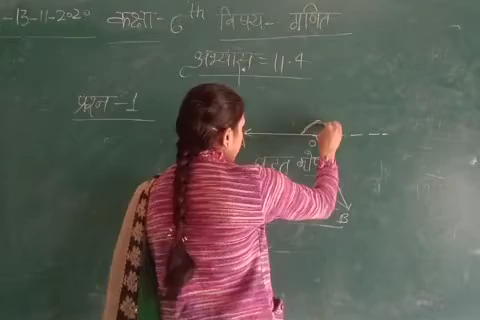 -13-11-2020 कक्षा- 6th विषय- गणित
अभ्यास = 11.4
प्रश्न -1
O
B